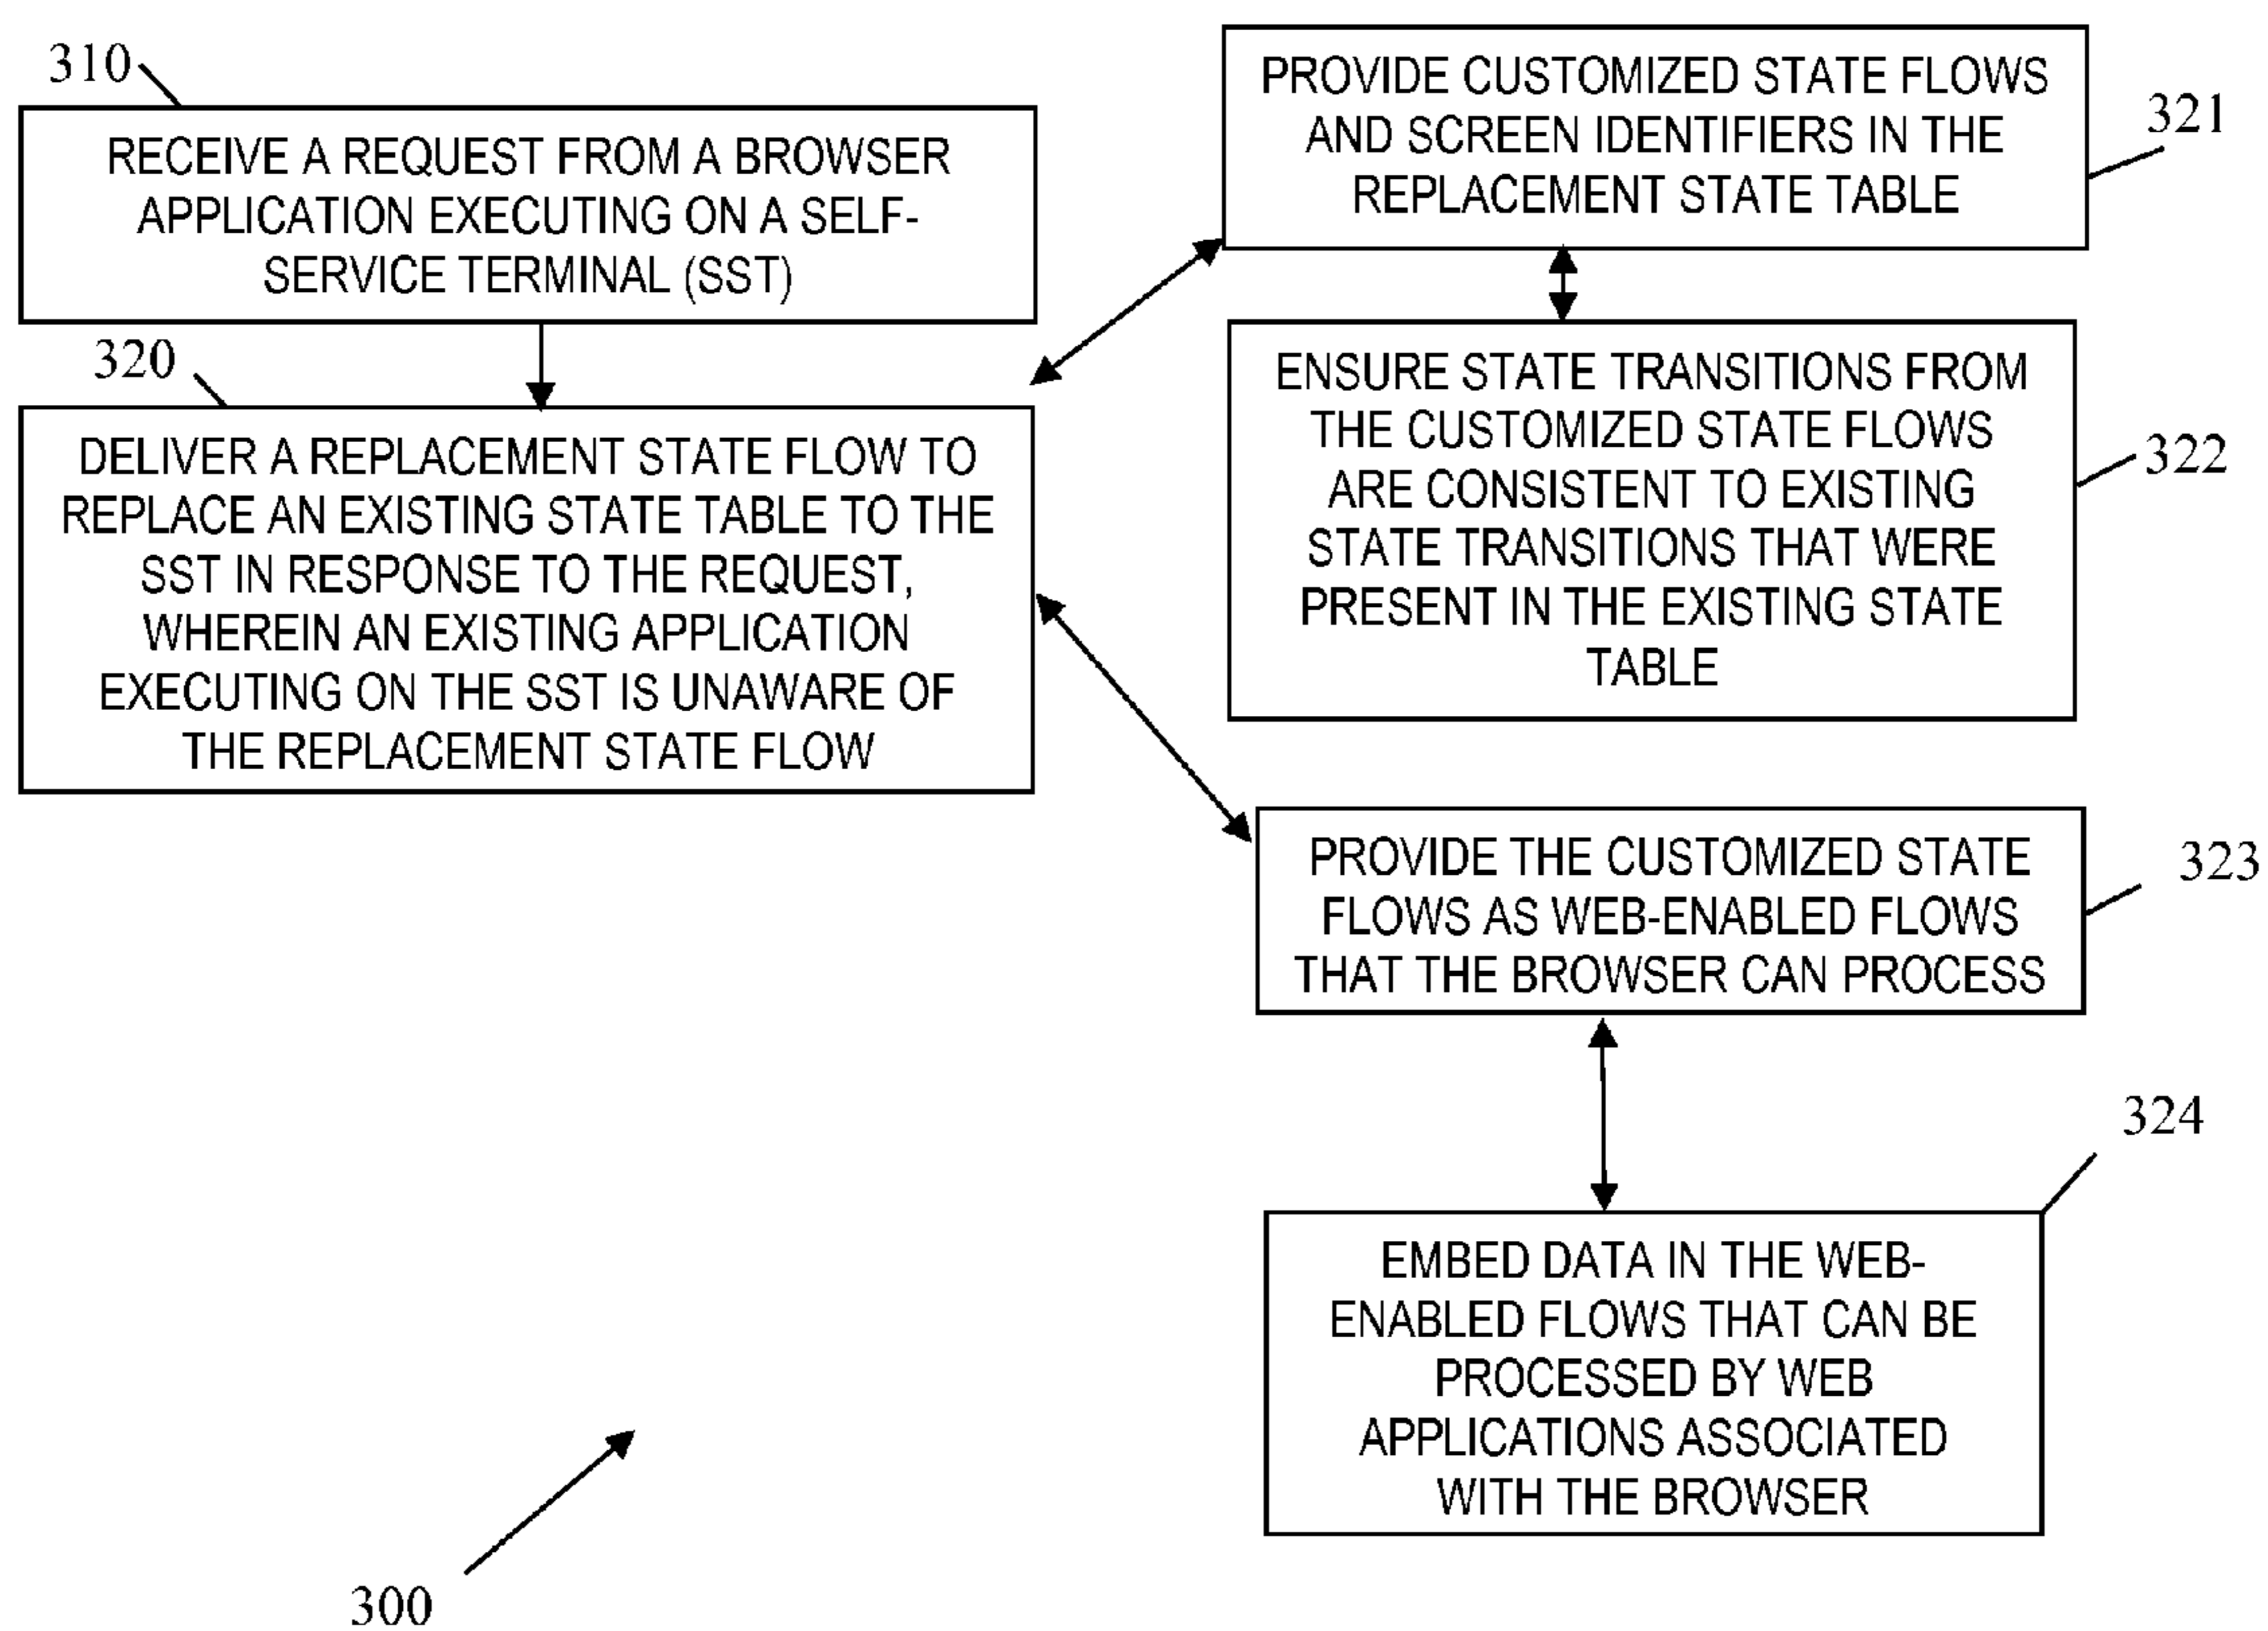 310
RECEIVE A REQUEST FROM A BROWSER
APPLICATION EXECUTING ON A SELF-
SERVICE TERMINAL (SST)
320
DELIVER A REPLACEMENT STATE FLOW TO
REPLACE AN EXISTING STATE TABLE TO THE
SST IN RESPONSE TO THE REQUEST,
WHEREIN AN EXISTING APPLICATION
EXECUTING ON THE SST IS UNAWARE OF
THE REPLACEMENT STATE FLOW
PROVIDE CUSTOMIZED STATE FLOWS
AND SCREEN IDENTIFIERS IN THE
REPLACEMENT STATE TABLE
321
ENSURE STATE TRANSITIONS FROM
THE CUSTOMIZED STATE FLOWS
ARE CONSISTENT TO EXISTING
STATE TRANSITIONS THAT WERE
PRESENT IN THE EXISTING STATE
TABLE
322
PROVIDE THE CUSTOMIZED STATE
FLOWS AS WEB-ENABLED FLOWS
THAT THE BROWSER CAN PROCESS
323
324
EMBED DATA IN THE WEB-
ENABLED FLOWS THAT CAN BE
PROCESSED BY WEB
APPLICATIONS ASSOCIATED
WITH THE BROWSER
300